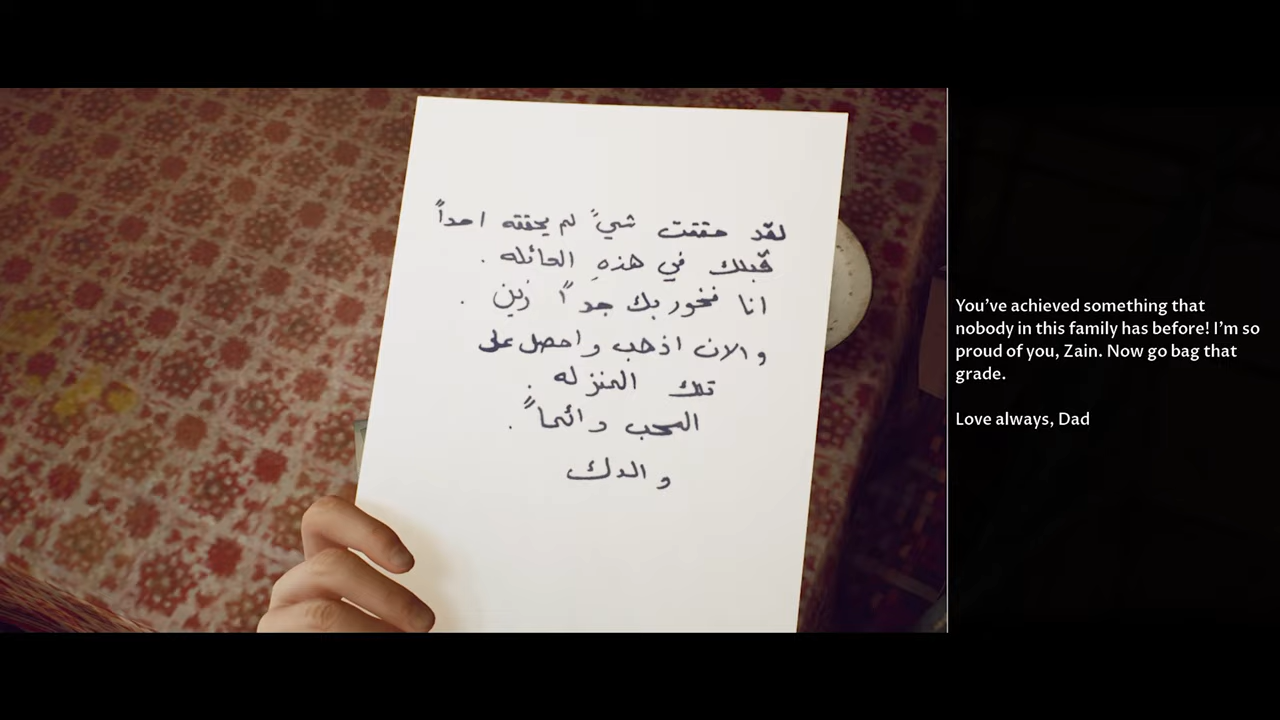 لقد حققت شيءً لم يحققه احداً
قبلك في هذهِ العائله .
انا فخور بك جداً زين .
والان اذهب واحصل على
تلك المنزله .
المحب دائماً .
والدك
You've achieved something that
nobody in this family has before! I'm so
proud of you, Zain. Now go bag that
grade.
Love always, Dad